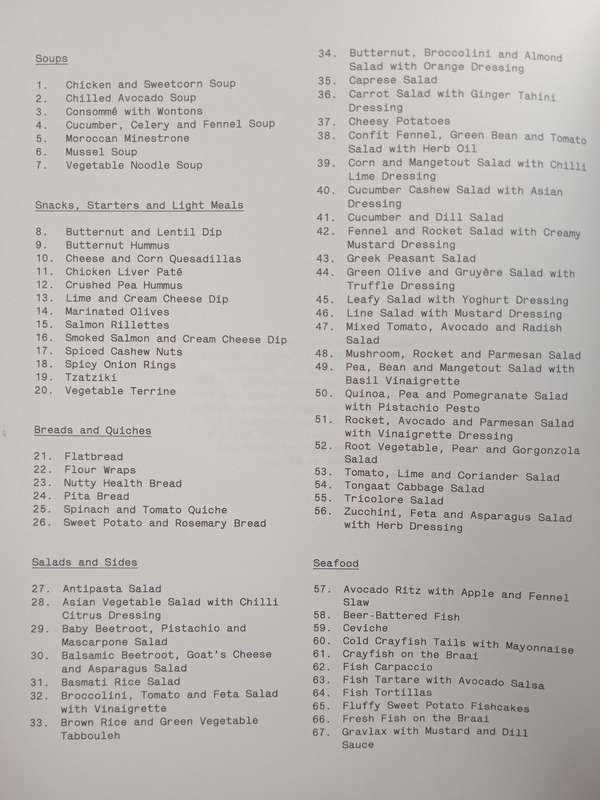 Soups
1. Chicken and Sweetcorn Soup
2. Chilled Avocado Soup
3. Consommé with Wontons
4. Cucumber, Celery and Fennel Soup
5. Moroccan Minestrone
6. Mussel Soup
7. Vegetable Noodle Soup
Snacks, Starters and Light Meals
8. Butternut and Lentil Dip
9. Butternut Hummus
10. Cheese and Corn Quesadillas
11. Chicken Liver Paté
12. Crushed Pea Hummus
13. Lime and Cream Cheese Dip
14. Marinated Olives
15. Salmon Rillettes
16. Smoked Salmon and Cream Cheese Dip
17. Spiced Cashew Nuts
18. Spicy Onion Rings
19. Tzatziki
20. Vegetable Terrine
Breads and Quiches
21. Flatbread
22. Flour Wraps
23. Nutty Health Bread
24. Pita Bread
25. Spinach and Tomato Quiche
26. Sweet Potato and Rosemary Bread
Salads and Sides
27. Antipasta Salad
28. Asian Vegetable Salad with Chilli
Citrus Dressing
29. Baby Beetroot, Pistachio and
Mascarpone Salad
30. Balsamic Beetroot, Goat's Cheese
and Asparagus Salad
31. Basmati Rice Salad
32. Broccolini, Tomato and Feta Salad
with Vinaigrette
33. Brown Rice and Green Vegetable
Tabbouleh
34. Butternut, Broccolini and Almond
Salad with Orange Dressing
35. Caprese Salad
36. Carrot Salad with Ginger Tahini
Dressing
37. Cheesy Potatoes
38. Confit Fennel, Green Bean and Tomato
Salad with Herb Oil
39. Corn and Mangetout Salad with Chilli
Lime Dressing
40. Cucumber Cashew Salad with Asian
Dressing
41. Cucumber and Dill Salad
42. Fennel and Rocket Salad with Creamy
Mustard Dressing
43. Greek Peasant Salad
44. Green Olive and Gruyère Salad with
Truffle Dressing
45. Leafy Salad with Yoghurt Dressing
46. Line Salad with Mustard Dressing
47. Mixed Tomato, Avocado and Radish
Salad
48. Mushroom, Rocket and Parmesan Salad
49. Pea, Bean and Mangetout Salad with
Basil Vinaigrette
50. Quinoa, Pea and Pomegranate Salad
with Pistachio Pesto
51. Rocket, Avocado and Parmesan Salad
with Vinaigrette Dressing
52. Root Vegetable, Pear and Gorgonzola
Salad
53. Tomato, Lime and Coriander Salad
54. Tongaat Cabbage Salad
55. Tricolore Salad
56. Zucchini, Feta and Asparagus Salad
with Herb Dressing
Seafood
57. Avocado Ritz with Apple and Fennel
Slaw
58. Beer-Battered Fish
59. Ceviche
60. Cold Crayfish Tails with Mayonnaise
61. Crayfish on the Braai
62. Fish Carpaccio
63. Fish Tartare with Avocado Salsa
64. Fish Tortillas
65. Fluffy Sweet Potato Fishcakes
66. Fresh Fish on the Braai
67. Gravlax with Mustard and Dill
Sauce